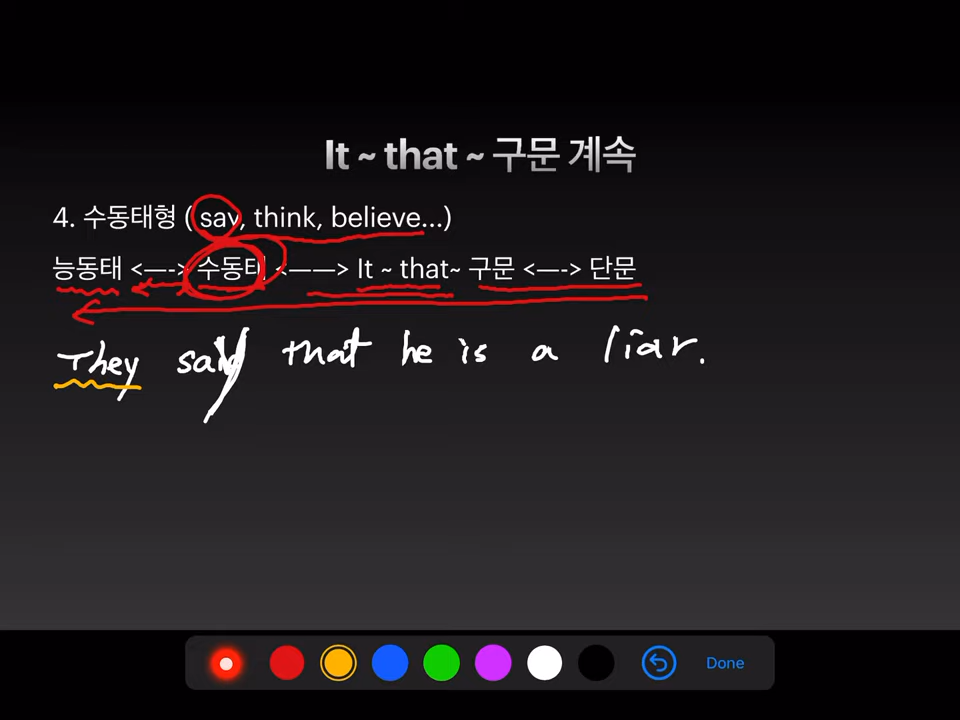 It ~ that ~ 구문 계속
4. 수동태형 ( say, think, believe...)
능동태 <—-> 수동태 <——> It ~ that~ 구문 <—-> 단문
They say that he is a liar.
Done